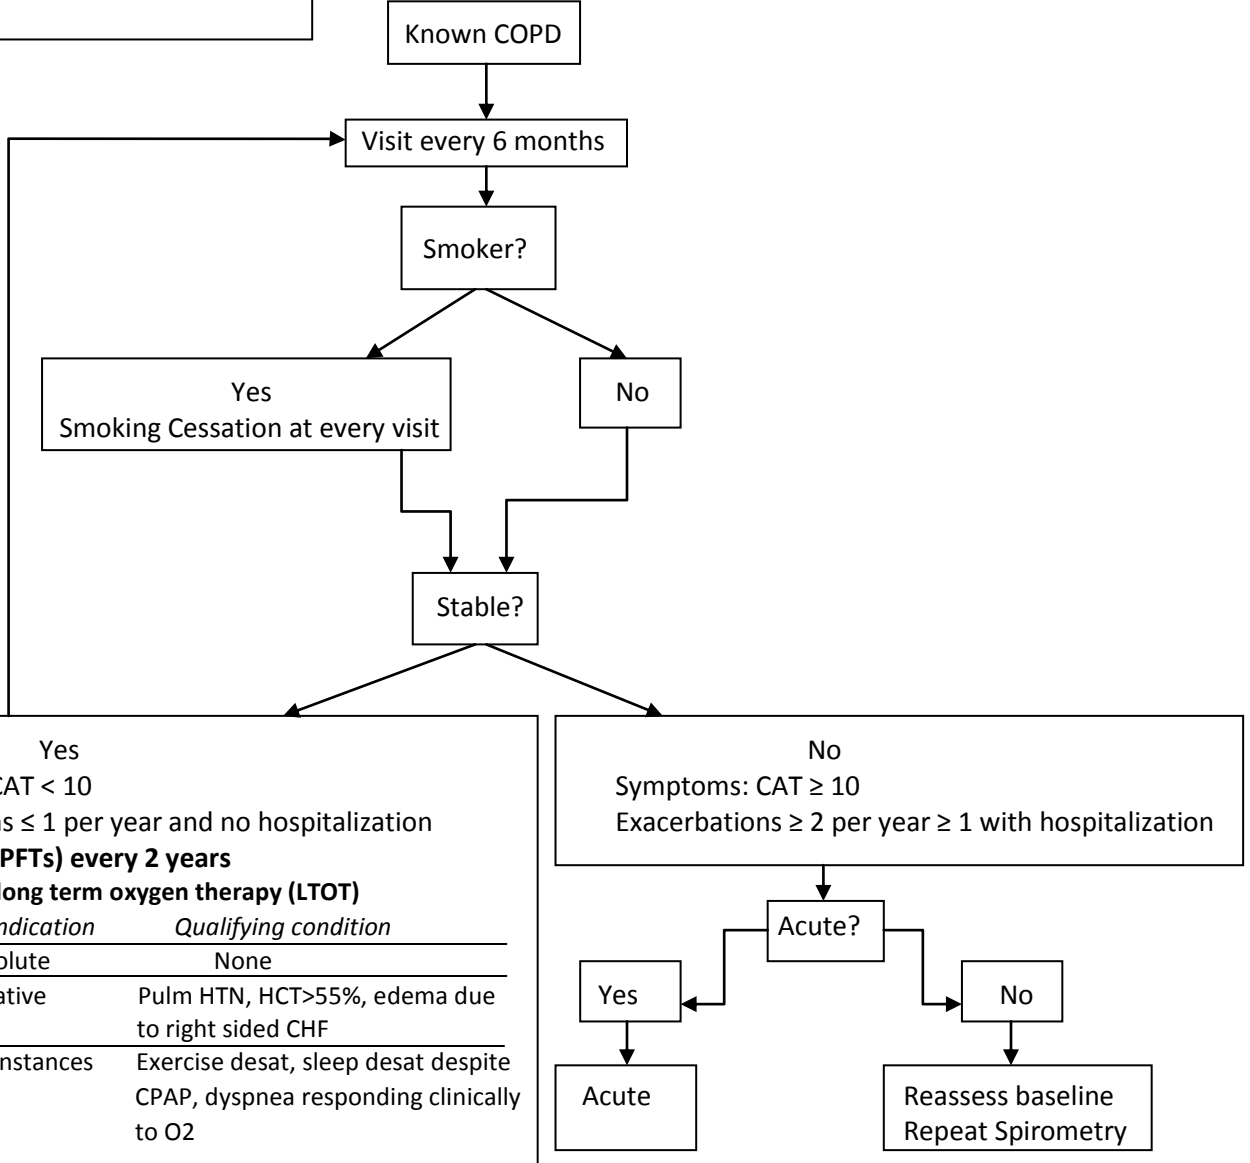 Known COPD
Visit every 6 months
Smoker?
Yes
Smoking Cessation at every visit
No
Stable?
Yes
CAT < 10
≤ 1 per year and no hospitalization
PFTs) every 2 years
long term oxygen therapy (LTOT)
Qualifying condition
None
Pulm HTN, HCT>55%, edema due
to right sided CHF
Exercise desat, sleep desat despite
CPAP, dyspnea responding clinically
to O2
No
Symptoms: CAT ≥ 10
Exacerbations ≥ 2 per year ≥ 1 with hospitalization
Acute?
Yes
No
Acute
Reassess baseline
Repeat Spirometry